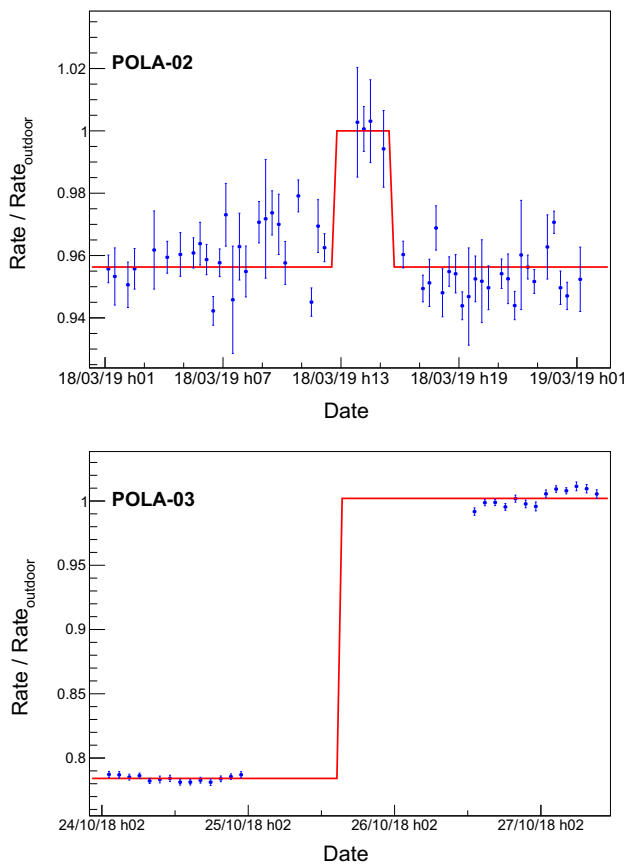 POLA-02
Rate / Rateoutdoor
1.02
1
0.98
0.96
0.94
18/03/19 h01 18/03/19 h07 18/03/19 h13 18/03/19 h19 19/03/19 h01
Date
POLA-03
Rate / Rateoutdoor
1
0.95
0.9
0.85
0.8
24/10/18 h02 25/10/18 h02 26/10/18 h02 27/10/18 h02
Date